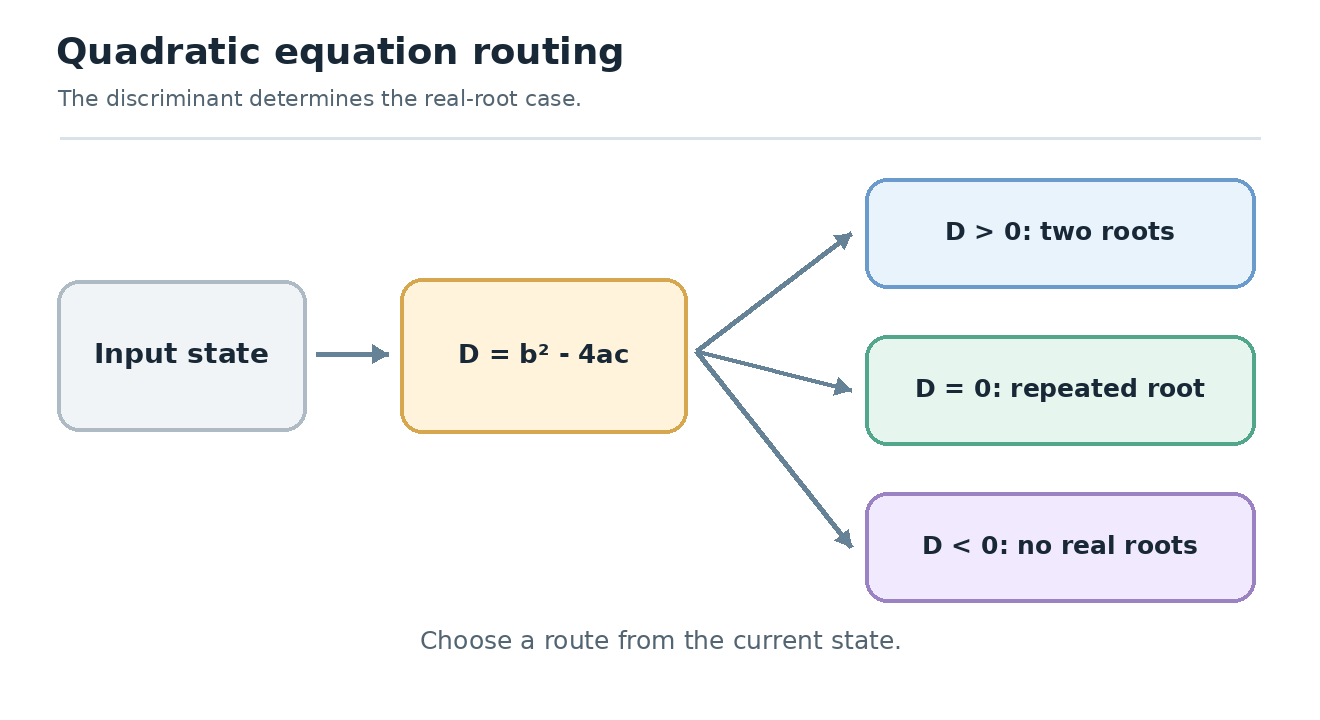 Quadratic equation routing
The discriminant determines the real-root case.
D > 0: two roots
Input state
D = b² - 4ac
D = 0: repeated root
D < 0: no real roots
Choose a route from the current state.